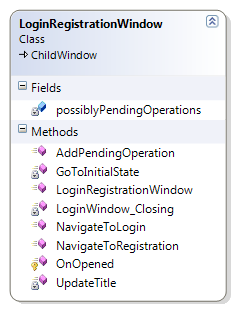 LoginRegistrationWindow
Class
ChildWindow
Fields
possiblyPendingOperations
Methods
AddPendingOperation
GoToInitialState
LoginRegistrationWindow
LoginWindow_Closing
NavigateToLogin
NavigateToRegistration
OnOpened
UpdateTitle